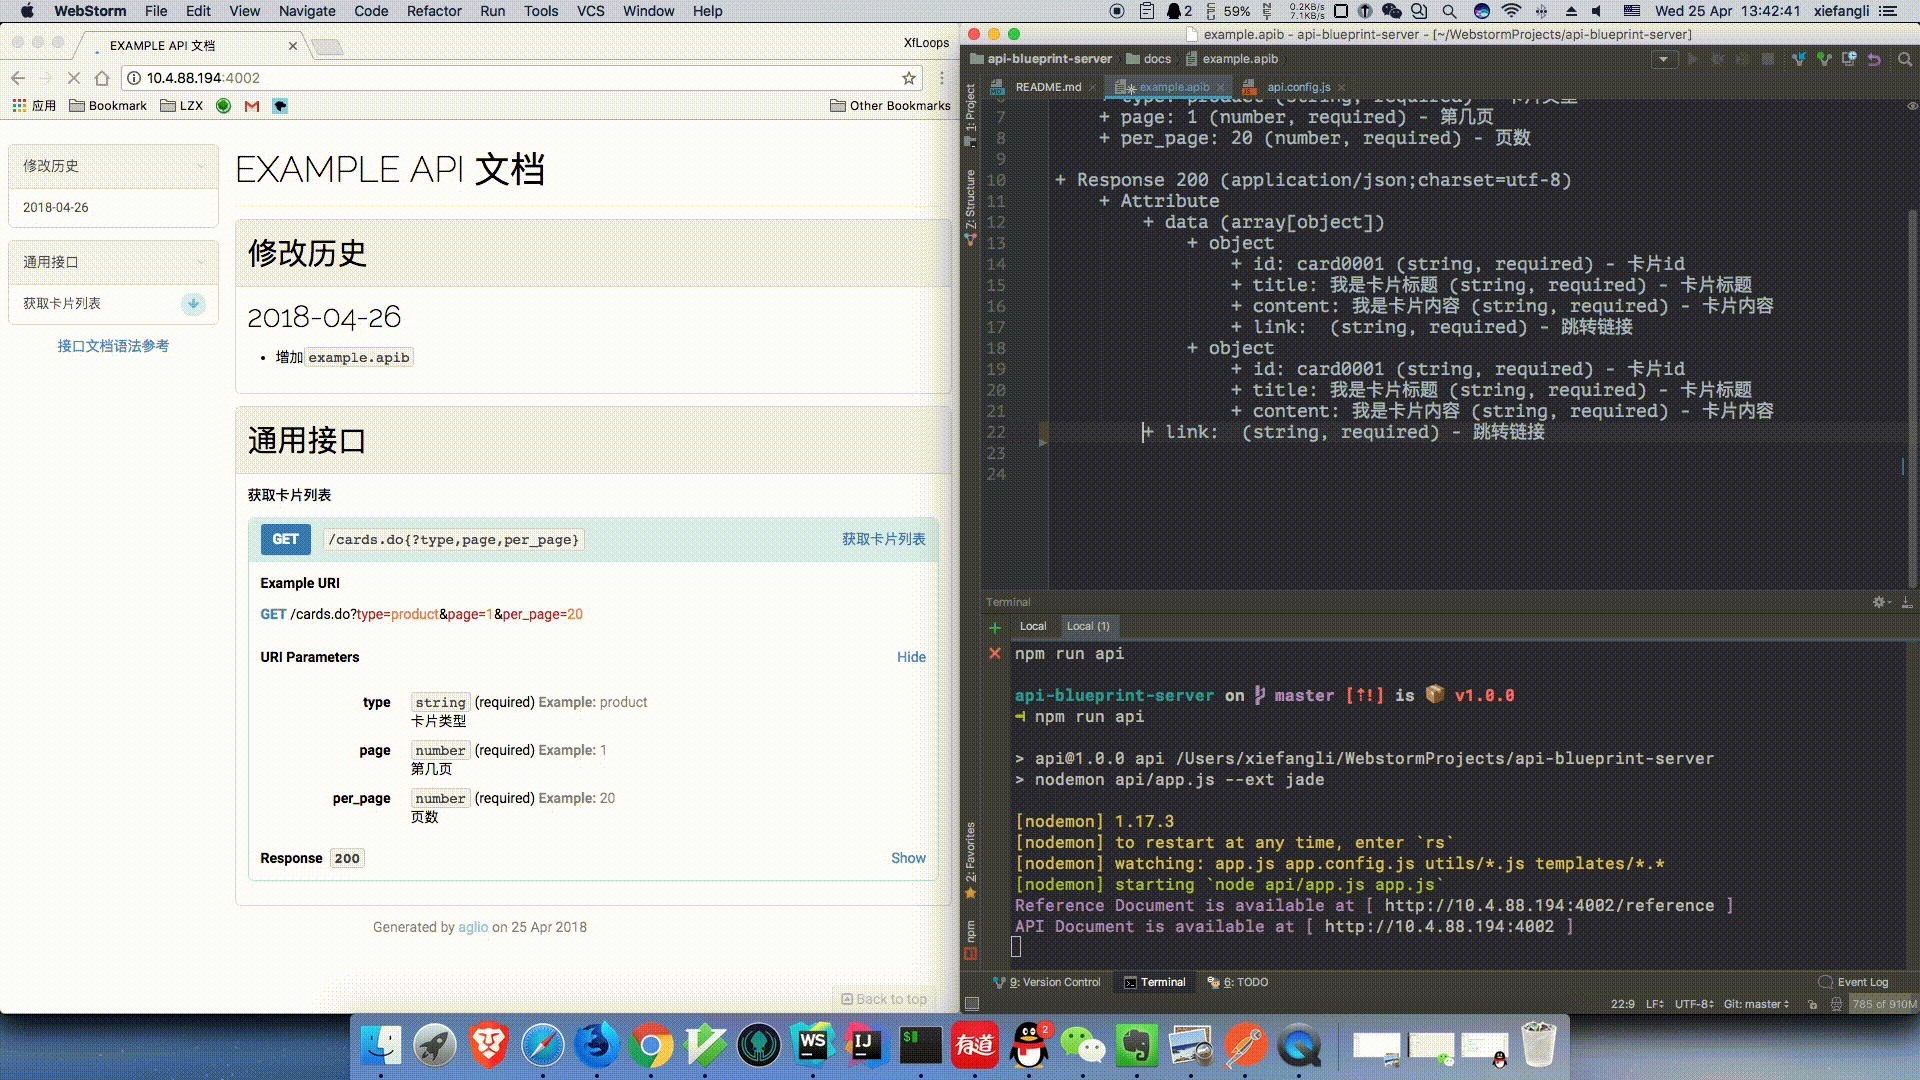 WebStorm File Edit View Navigate Code Refactor Run Tools VCS Window Help
2 59% 0.2KB/s 7.1KB/s Wed 25 Apr 13:42:41 xiefangli
EXAMPLE API 文档
XfLoops
10.4.88.194:4002
应用 Bookmark LZX Other Bookmarks
修改历史
2018-04-26
通用接口
获取卡片列表
接口文档语法参考
EXAMPLE API 文档
修改历史
2018-04-26
增加 example.apib
通用接口
获取卡片列表
GET /cards.do{?type,page,per_page} 获取卡片列表
Example URI
GET /cards.do?type=product&page=1&per_page=20
URI Parameters Hide
type string (required) Example: product
卡片类型
page number (required) Example: 1
第几页
per_page number (required) Example: 20
页数
Response 200 Show
Generated by aglio on 25 Apr 2018
Back to top
example.apib - api-blueprint-server - [~/WebstormProjects/api-blueprint-server]
api-blueprint-server docs example.apib
README.md example.apib api.config.js
1: Project
7: Structure
2: Favorites
npm
6 + type: product (string, required) - 卡片类型
7 + page: 1 (number, required) - 第几页
8 + per_page: 20 (number, required) - 页数
9
10 + Response 200 (application/json;charset=utf-8)
11 + Attribute
12 + data (array[object])
13 + object
14 + id: card0001 (string, required) - 卡片id
15 + title: 我是卡片标题 (string, required) - 卡片标题
16 + content: 我是卡片内容 (string, required) - 卡片内容
17 + link:  (string, required) - 跳转链接
18 + object
19 + id: card0001 (string, required) - 卡片id
20 + title: 我是卡片标题 (string, required) - 卡片标题
21 + content: 我是卡片内容 (string, required) - 卡片内容
22 + link:  (string, required) - 跳转链接
23
24
Terminal
Local Local (1)
npm run api
api-blueprint-server on master [⇡!] is 📦 v1.0.0
npm run api
> api@1.0.0 api /Users/xiefangli/WebstormProjects/api-blueprint-server
> nodemon api/app.js --ext jade
[nodemon] 1.17.3
[nodemon] to restart at any time, enter `rs`
[nodemon] watching: app.js app.config.js utils/*.js templates/*.*
[nodemon] starting `node api/app.js app.js`
Reference Document is available at [ http://10.4.88.194:4002/reference ]
API Document is available at [ http://10.4.88.194:4002 ]
9: Version Control Terminal 6: TODO Event Log
22:9 LF UTF-8 Git: master 785 of 910M
WS IJ $ 有道 2